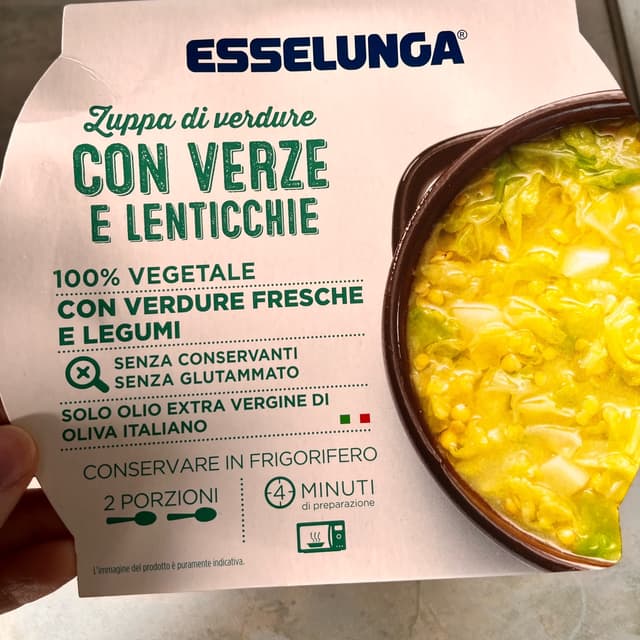 ESSELUNGA®
Zuppa di verdure
CON VERZE
E LENTICCHIE
100% VEGETALE
CON VERDURE FRESCHE
E LEGUMI
SENZA CONSERVANTI
SENZA GLUTAMMATO
SOLO OLIO EXTRA VERGINE DI
OLIVA ITALIANO
CONSERVARE IN FRIGORIFERO
2 PORZIONI
4 MINUTI
di preparazione
L'immagine del prodotto è puramente indicativa.